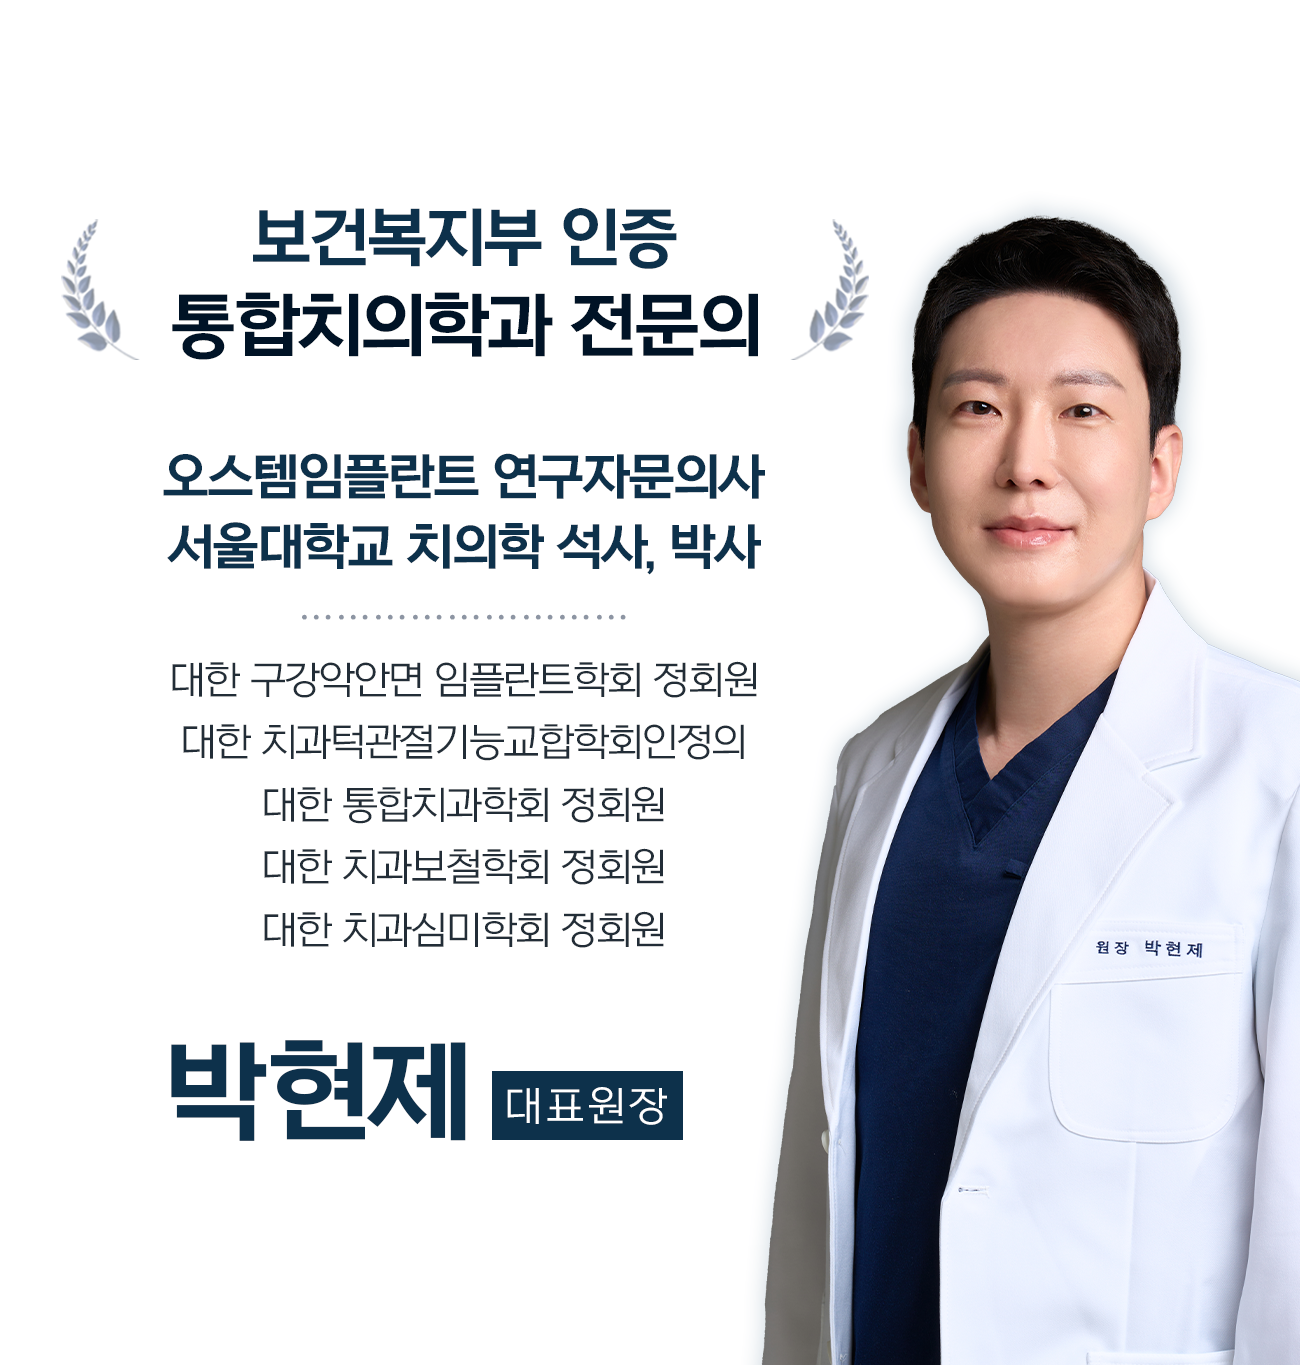 보건복지부 인증
통합치의학과 전문의
오스템임플란트 연구자문의사
서울대학교 치의학 석사, 박사
대한 구강악안면 임플란트학회 정회원
대한 치과턱관절기능교합학회인정의
대한 통합치과학회 정회원
대한 치과보철학회 정회원
대한 치과심미학회 정회원
원장 박현제
박현제 대표원장